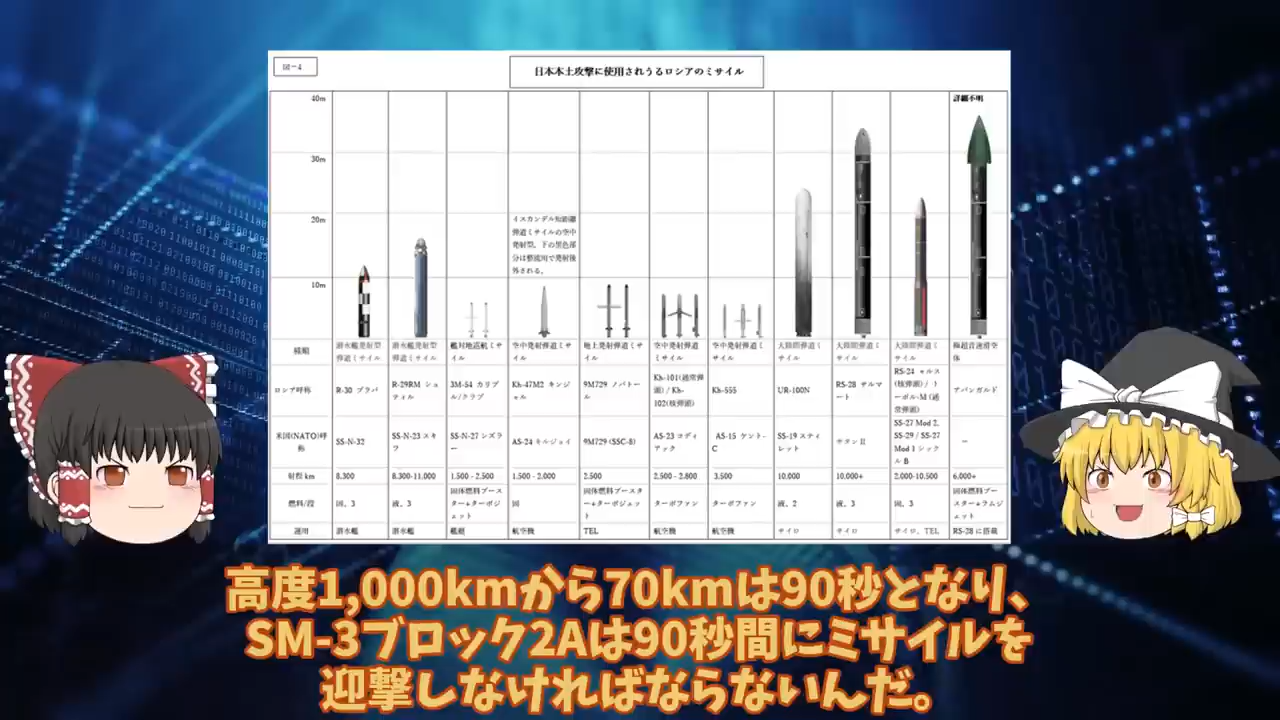 図-4
日本本土攻撃に使用されうるロシアのミサイル
40m
詳細不明
30m
20m
イスカンデル短距離
弾道ミサイルの空中
発射型。下の黒色部
分は整流用で発射後
外される。
10m
種類
潜水艦発射型
弾道ミサイル
潜水艦発射型
弾道ミサイル
艦対地巡航ミサ
イル
空中発射弾道ミサ
イル
地上発射弾道ミサ
イル
空中発射弾道
ミサイル
空中発射弾道ミ
サイル
大陸間弾道ミ
サイル
大陸間弾道ミ
サイル
大陸間弾道ミ
サイル
極超音速滑空
体
ロシア呼称
R-30 ブラバ
R-29RM シュ
ティル
3M-54 カリブ
ル/クラブ
Kh-47M2 キンジ
ャル
9M729 ノバトー
ル
Kh-101(通常弾
頭) / Kh-
102(核弾頭)
Kh-555
UR-100N
RS-28 サルマ
ート
RS-24 ヤルス
(核弾頭) / ト
ーポル-M (通
常弾頭)
アバンガルド
米国(NATO)呼
称
SS-N-32
SS-N-23 スキ
フ
SS-N-27 シズラ
ー
AS-24 キルジョイ
9M729 (SSC-8)
AS-23 コディ
アック
AS-15 ケント-
C
SS-19 スティ
レット
サタンII
SS-27 Mod 2,
SS-29 / SS-27
Mod 1 シック
ル B
--
射程 km
8.300
8.300-11,000
1.500 - 2.500
1,500 - 2.000
2,500
2,500 - 2,800
3,500
10,000
10,000+
2,000-10,500
6,000+
燃料/段
固、3
液、3
固体燃料ブース
ター+ターボジ
ェット
固
固体燃料ブースタ
ー+ターボジェッ
ト
ターボファン
ターボファン
液、2
液、3
固、3
固体燃料ブー
スター+ラムジ
ェット
運用
潜水艦
潜水艦
艦艇
航空機
TEL
航空機
航空機
サイロ
サイロ
サイロ、TEL
RS-28 に搭載
高度1,000kmから70kmは90秒となり、
SM-3ブロック2Aは90秒間にミサイルを
迎撃しなければならないんだ。